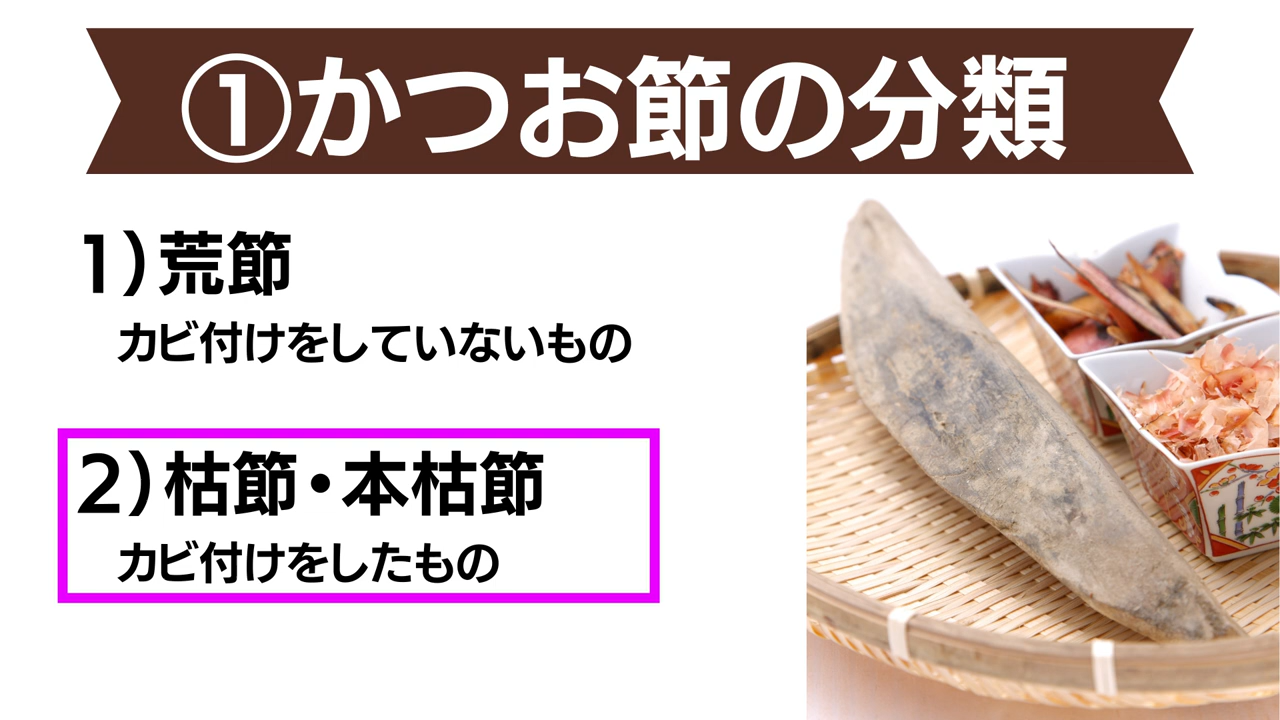 ①かつお節の分類
1）荒節
カビ付けをしていないもの
2）枯節・本枯節
カビ付けをしたもの